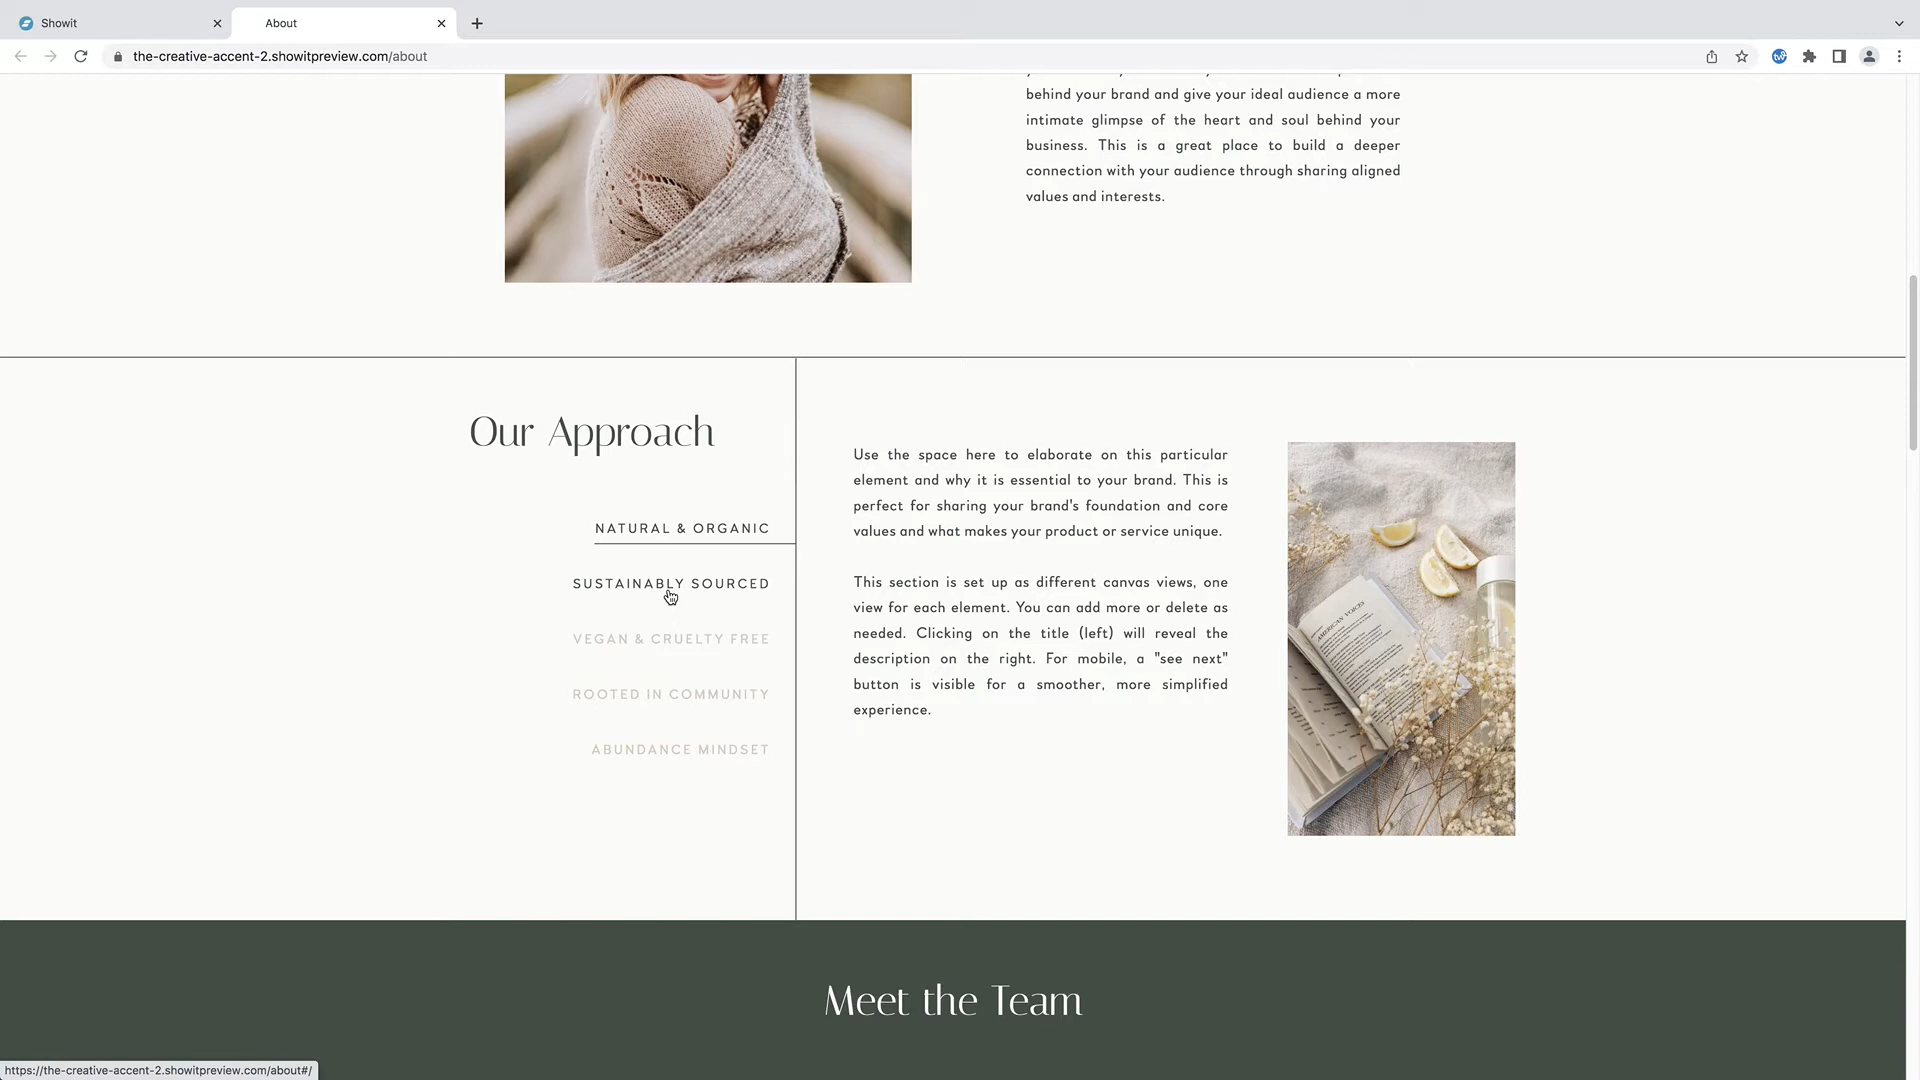 Showit
About
the-creative-accent-2.showitpreview.com/about
behind your brand and give your ideal audience a more
intimate glimpse of the heart and soul behind your
business. This is a great place to build a deeper
connection with your audience through sharing aligned
values and interests.
Our Approach
NATURAL & ORGANIC
SUSTAINABLY SOURCED
VEGAN & CRUELTY FREE
ROOTED IN COMMUNITY
ABUNDANCE MINDSET
Use the space here to elaborate on this particular
element and why it is essential to your brand. This is
perfect for sharing your brand's foundation and core
values and what makes your product or service unique.
This section is set up as different canvas views, one
view for each element. You can add more or delete as
needed. Clicking on the title (left) will reveal the
description on the right. For mobile, a "see next"
button is visible for a smoother, more simplified
experience.
AMERICAN VOICES
Meet the Team
https://the-creative-accent-2.showitpreview.com/about#/